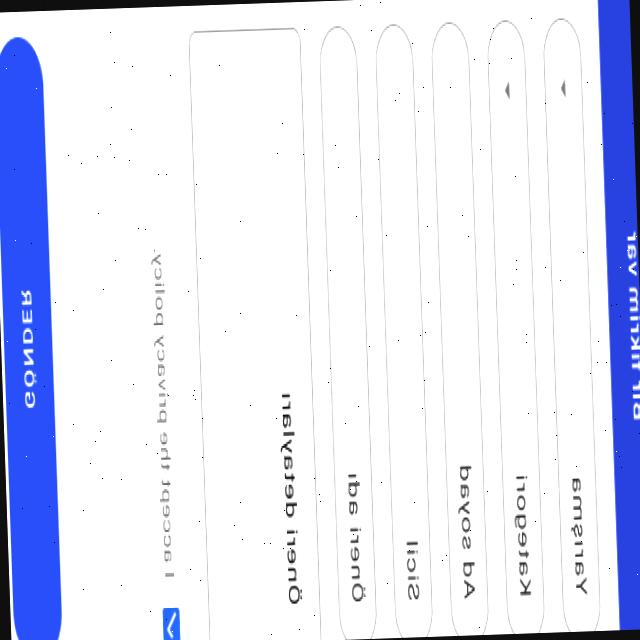 Bir fikrim var
Yarışma
Kategori
Ad soyad
Sicil
Öneri adı
Öneri detayları
I accept the privacy policy.
GÖNDER